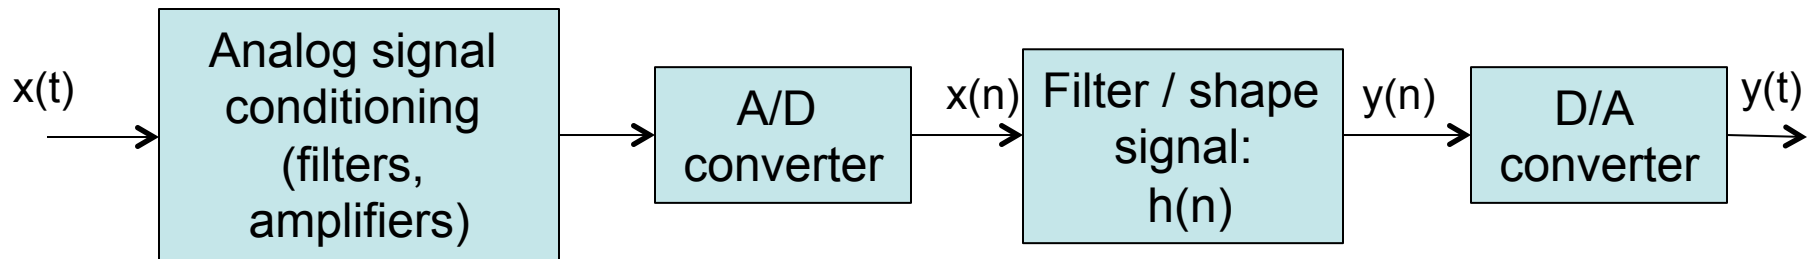 x(t)
Analog signal
conditioning
(filters,
amplifiers)
A/D
converter
x(n)
Filter / shape
signal:
h(n)
y(n)
D/A
converter
y(t)